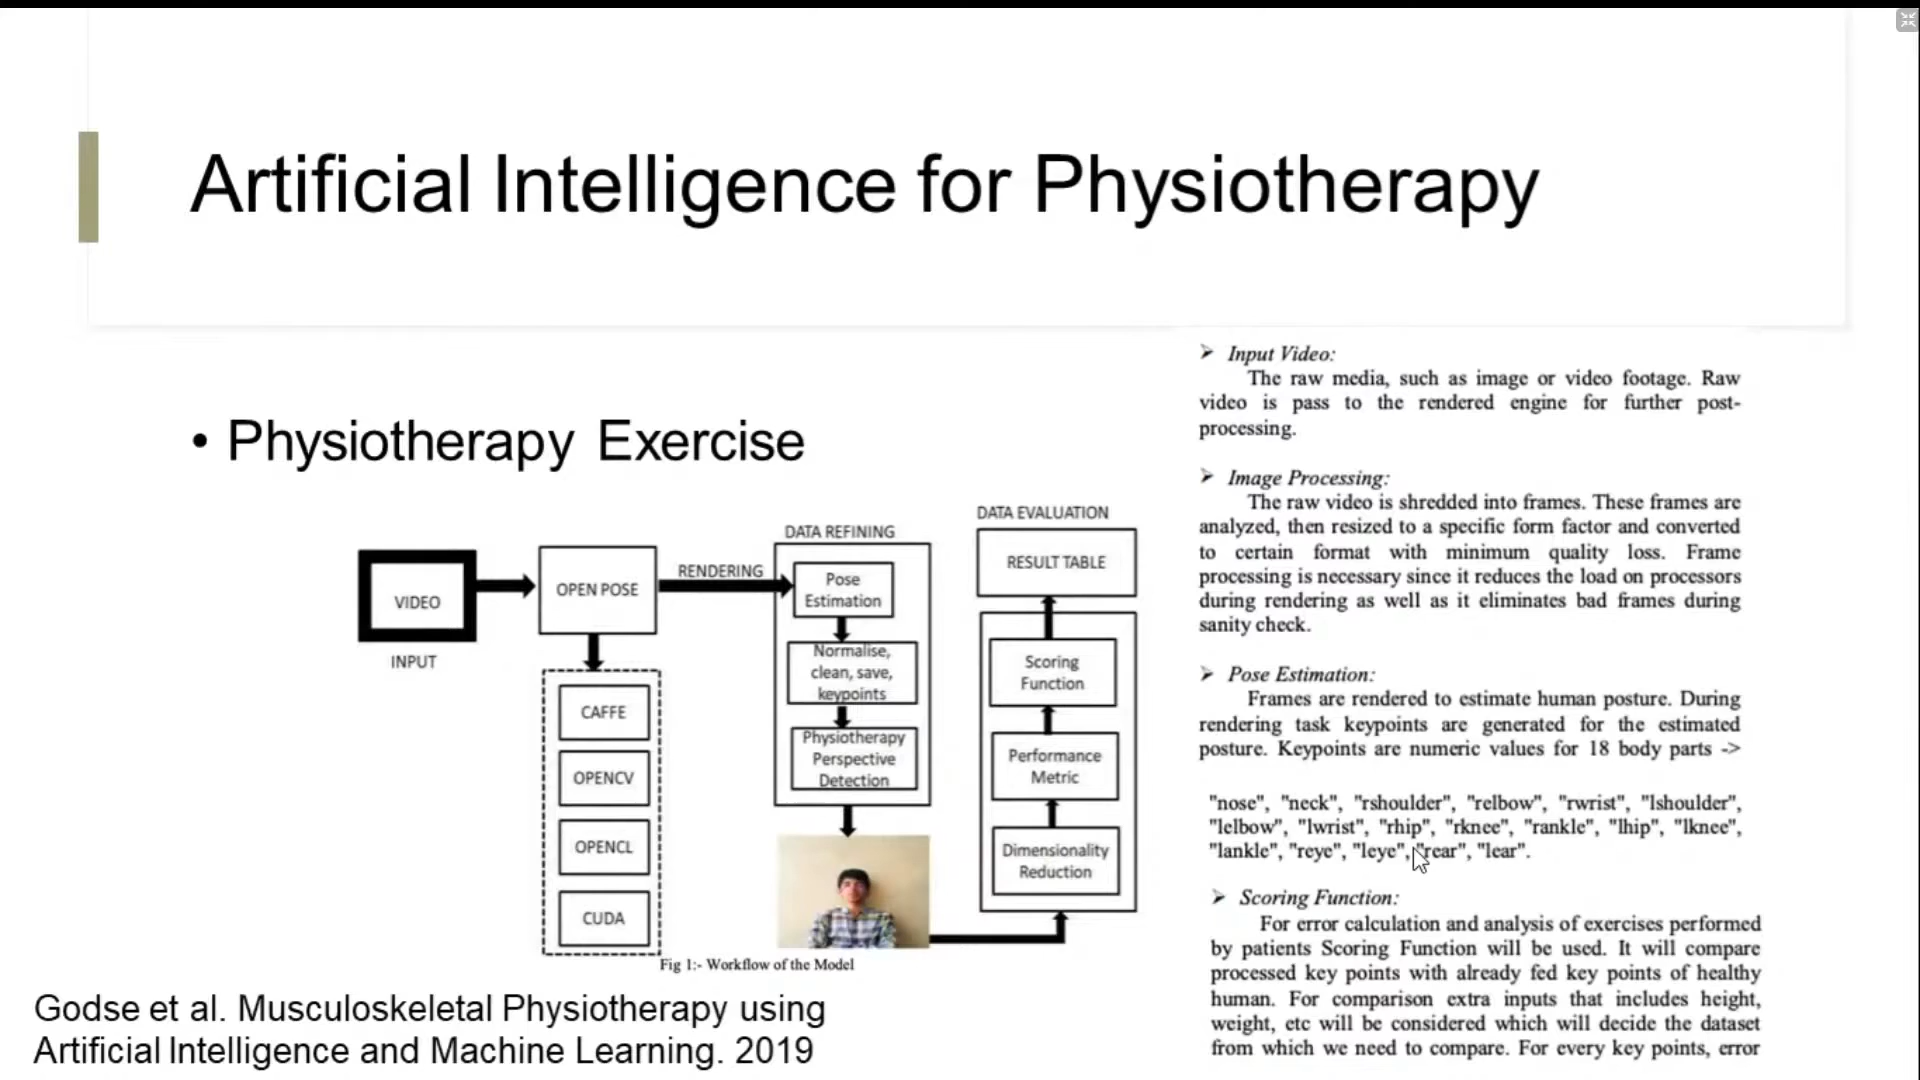 Artificial Intelligence for Physiotherapy
• Physiotherapy Exercise
VIDEO
INPUT
OPEN POSE
CAFFE
OPENCV
OPENCL
CUDA
RENDERING
DATA REFINING
Pose
Estimation
Normalise,
clean, save,
keypoints
Physiotherapy
Perspective
Detection
DATA EVALUATION
RESULT TABLE
Scoring
Function
Performance
Metric
Dimensionality
Reduction
Fig 1:- Workflow of the Model
Godse et al. Musculoskeletal Physiotherapy using
Artificial Intelligence and Machine Learning. 2019
➢ Input Video:
The raw media, such as image or video footage. Raw
video is pass to the rendered engine for further post-
processing.
➢ Image Processing:
The raw video is shredded into frames. These frames are
analyzed, then resized to a specific form factor and converted
to certain format with minimum quality loss. Frame
processing is necessary since it reduces the load on processors
during rendering as well as it eliminates bad frames during
sanity check.
➢ Pose Estimation:
Frames are rendered to estimate human posture. During
rendering task keypoints are generated for the estimated
posture. Keypoints are numeric values for 18 body parts ->
"nose", "neck", "rshoulder", "relbow", "rwrist", "lshoulder",
"lelbow", "lwrist", "rhip", "rknee", "rankle", "lhip", "lknee",
"lankle", "reye", "leye", "rear", "lear".
➢ Scoring Function:
For error calculation and analysis of exercises performed
by patients Scoring Function will be used. It will compare
processed key points with already fed key points of healthy
human. For comparison extra inputs that includes height,
weight, etc will be considered which will decide the dataset
from which we need to compare. For every key points, error